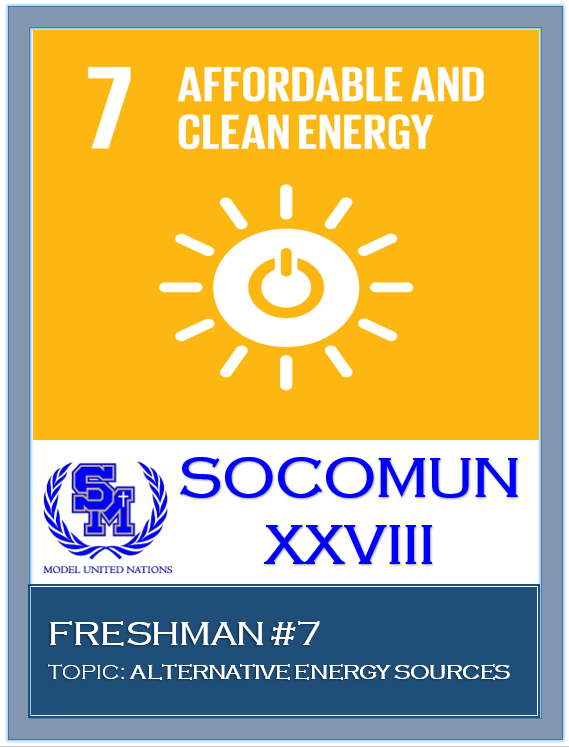 7 AFFORDABLE AND
CLEAN ENERGY
SM
MODEL UNITED NATIONS
SOCOMUN
XXVIII
FRESHMAN #7
TOPIC: ALTERNATIVE ENERGY SOURCES